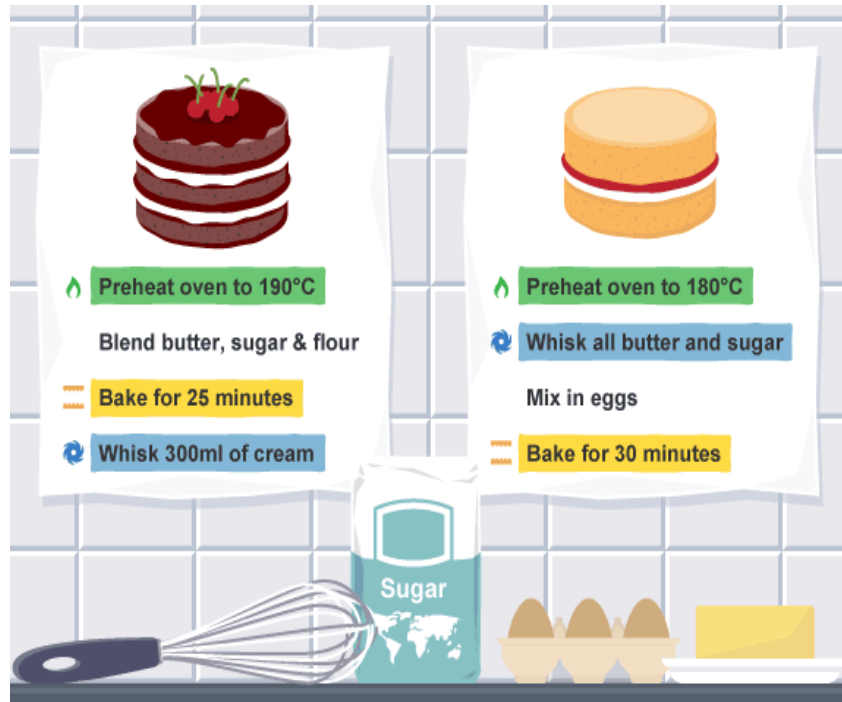 Preheat oven to 190°C
Blend butter, sugar & flour
Bake for 25 minutes
Whisk 300ml of cream
Preheat oven to 180°C
Whisk all butter and sugar
Mix in eggs
Bake for 30 minutes
Sugar